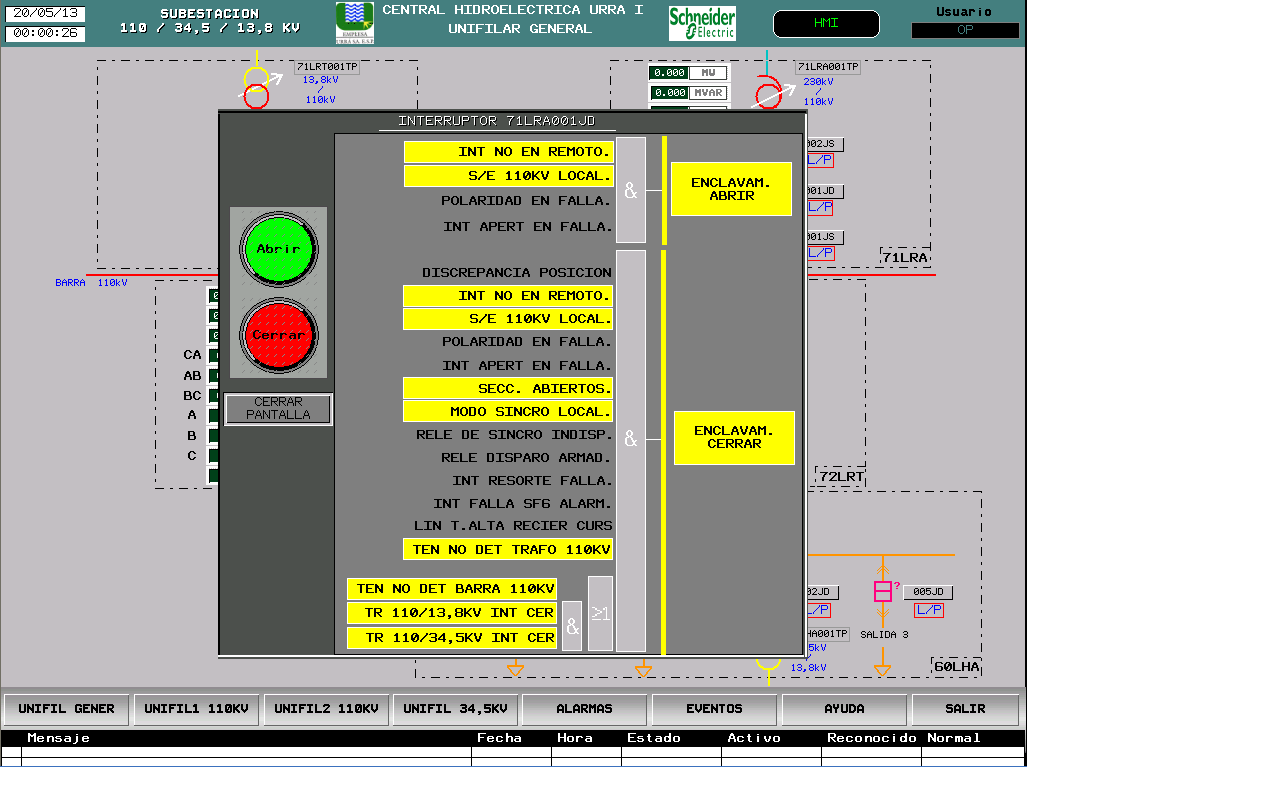 20/05/13
00:00:26
SUBESTACION
110 / 34,5 / 13,8 KV
EMPRESA
URRA S.A. E.S.P.
CENTRAL HIDROELECTRICA URRA I
UNIFILAR GENERAL
Schneider
Electric
HMI
Usuario
OP
71LRT001TP
13,8kV
/
110kV
0.000 MW
0.000 MVAR
71LRA001TP
230kV
/
110kV
INTERRUPTOR 71LRA001JD
INT NO EN REMOTO.
S/E 110KV LOCAL.
POLARIDAD EN FALLA.
INT APERT EN FALLA.
&
ENCLAVAM.
ABRIR
002JS
L/P
001JD
L/P
001JS
L/P
71LRA
BARRA 110kV
Abrir
Cerrar
CERRAR
PANTALLA
CA
AB
BC
A
B
C
DISCREPANCIA POSICION
INT NO EN REMOTO.
S/E 110KV LOCAL.
POLARIDAD EN FALLA.
INT APERT EN FALLA.
SECC. ABIERTOS.
MODO SINCRO LOCAL.
RELE DE SINCRO INDISP.
RELE DISPARO ARMAD.
INT RESORTE FALLA.
INT FALLA SF6 ALARM.
LIN T.ALTA RECIER CURS
TEN NO DET TRAFO 110KV
&
ENCLAVAM.
CERRAR
TEN NO DET BARRA 110KV
TR 110/13,8KV INT CER
TR 110/34,5KV INT CER
&
≥1
72LRT
?
02JD
L/P
005JD
L/P
HA001TP
5kV
/
13,8kV
SALIDA 3
60LHA
UNIFIL GENER
UNIFIL1 110KV
UNIFIL2 110KV
UNIFIL 34,5KV
ALARMAS
EVENTOS
AYUDA
SALIR
Mensaje Fecha Hora Estado Activo Reconocido Normal